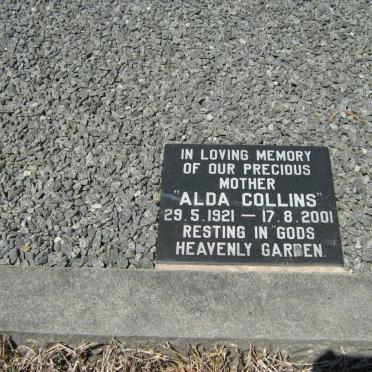 IN LOVING MEMORY
OF OUR PRECIOUS
MOTHER
"ALDA COLLINS"
29.5.1921 — 17.8.2001
RESTING IN GODS
HEAVENLY GARDEN.